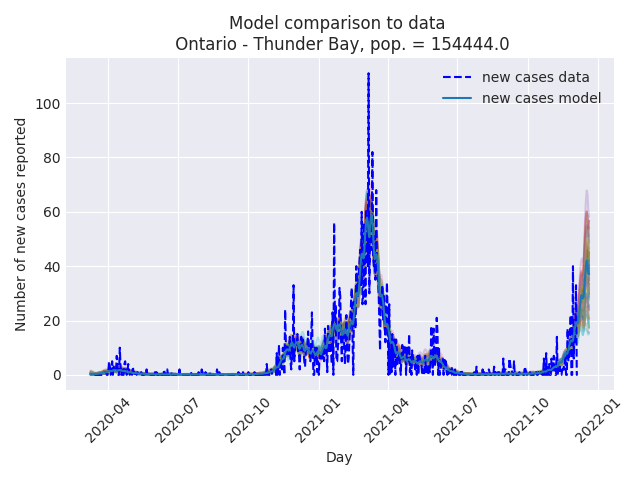 Model comparison to data
Ontario - Thunder Bay, pop. = 154444.0
new cases data
new cases model
Number of new cases reported
100
80
60
40
20
0
2020-04
2020-07
2020-10
2021-01
2021-04
2021-07
2021-10
2022-01
Day